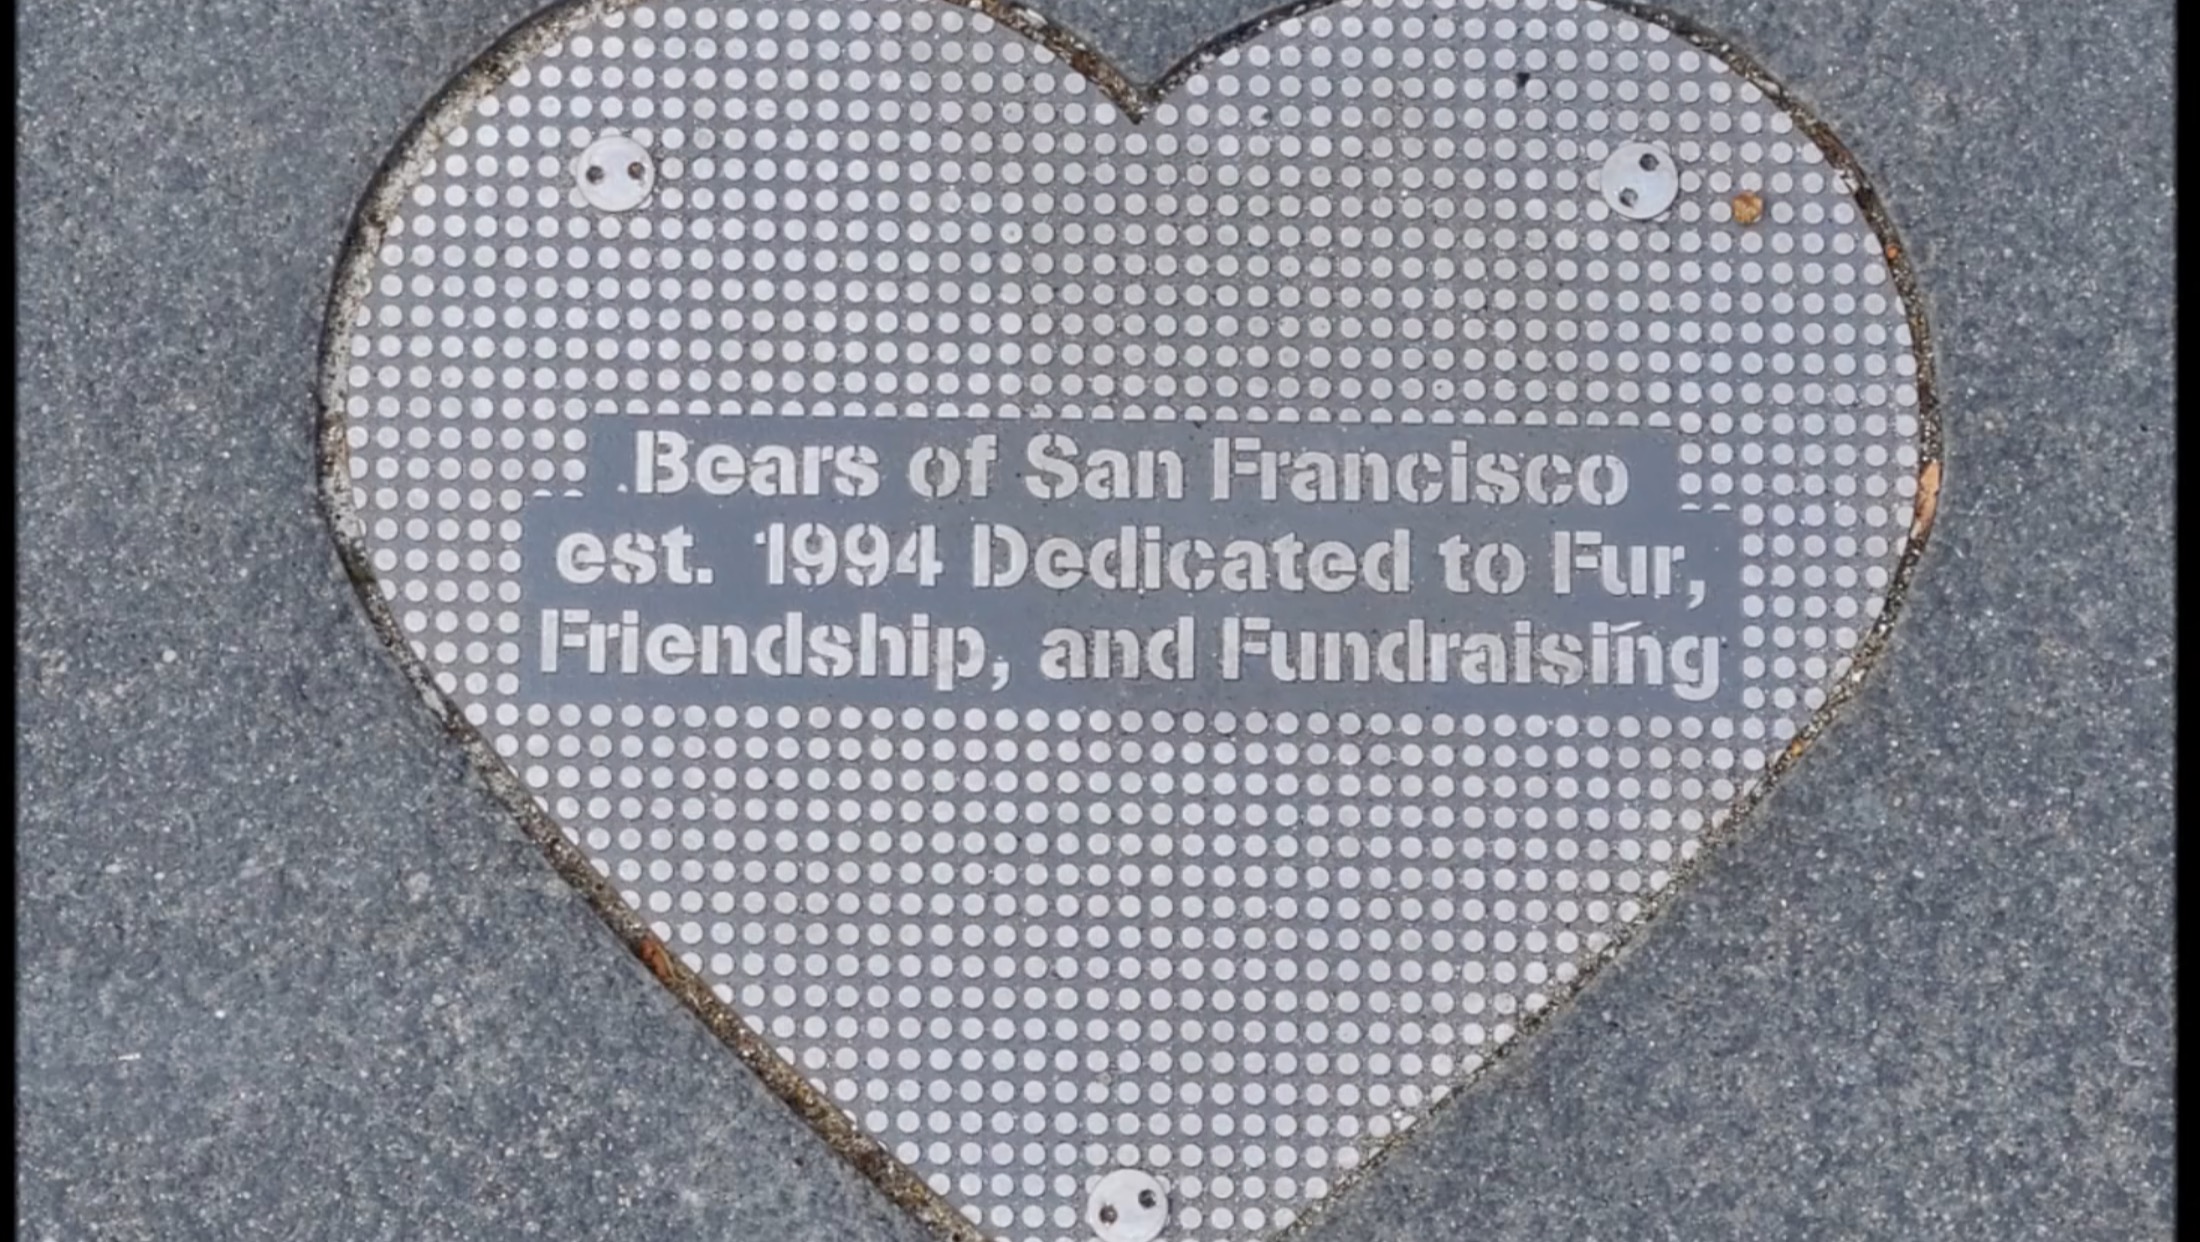 Bears of San Francisco
est. 1994 Dedicated to Fur,
Friendship, and Fundraising